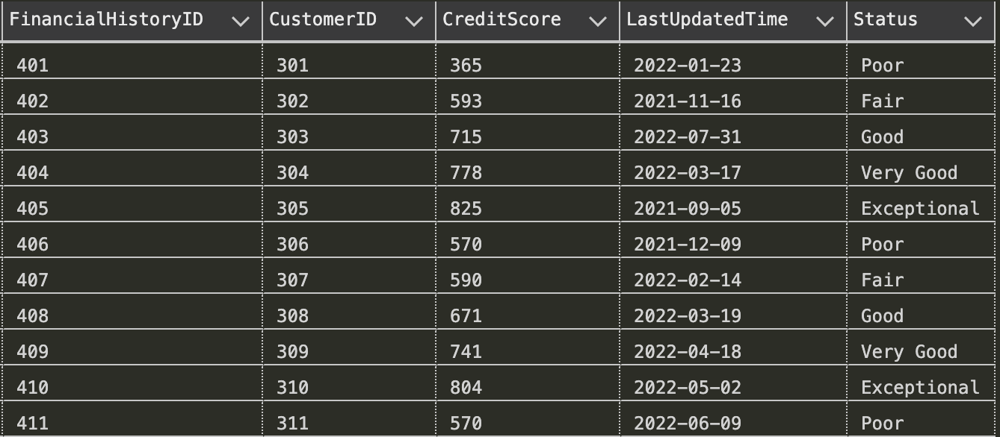 FinancialHistoryID CustomerID CreditScore LastUpdatedTime Status
401 301 365 2022-01-23 Poor
402 302 593 2021-11-16 Fair
403 303 715 2022-07-31 Good
404 304 778 2022-03-17 Very Good
405 305 825 2021-09-05 Exceptional
406 306 570 2021-12-09 Poor
407 307 590 2022-02-14 Fair
408 308 671 2022-03-19 Good
409 309 741 2022-04-18 Very Good
410 310 804 2022-05-02 Exceptional
411 311 570 2022-06-09 Poor